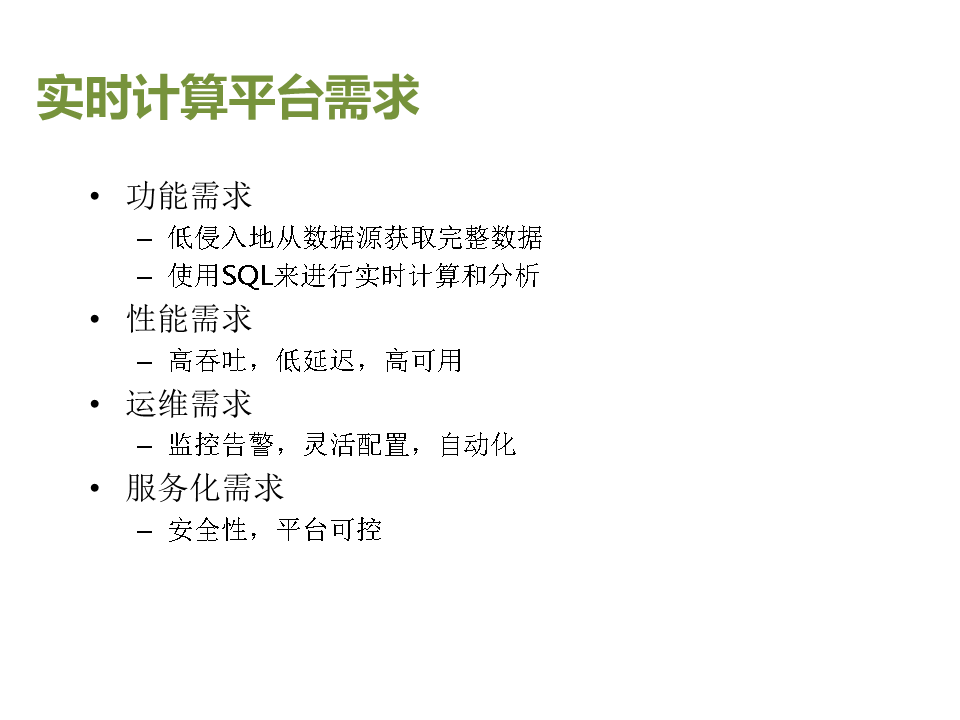 实时计算平台需求
• 功能需求
– 低侵入地从数据源获取完整数据
– 使用SQL来进行实时计算和分析
• 性能需求
– 高吞吐，低延迟，高可用
• 运维需求
– 监控告警，灵活配置，自动化
• 服务化需求
– 安全性，平台可控